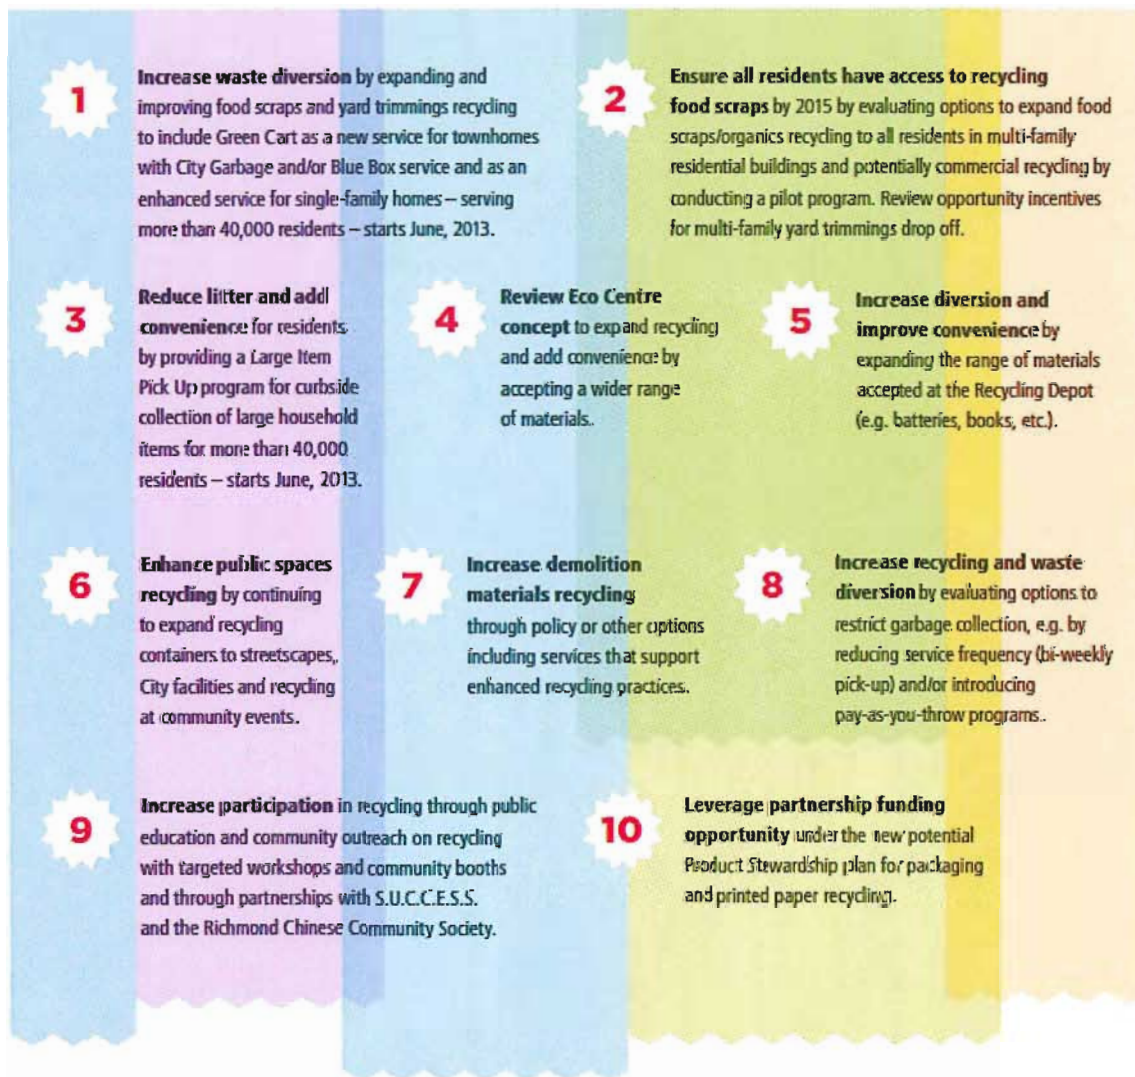 1
Increase waste diversion by expanding and
improving food scraps and yard trimmings recycling
to include Green Cart as a new service for townhomes
with City Garbage and/or Blue Box service and as an
enhanced service for single-family homes – serving
more than 40,000 residents – starts June, 2013.
2
Ensure all residents have access to recycling
food scraps by 2015 by evaluating options to expand food
scraps/organics recycling to all residents in multi-family
residential buildings and potentially commercial recycling by
conducting a pilot program. Review opportunity incentives
for multi-family yard trimmings drop off.
3
Reduce litter and add
convenience for residents
by providing a Large Item
Pick Up program for curbside
collection of large household
items for more than 40,000
residents – starts June, 2013.
4
Review Eco Centre
concept to expand recycling
and add convenience by
accepting a wider range
of materials.
5
Increase diversion and
improve convenience by
expanding the range of materials
accepted at the Recycling Depot
(e.g. batteries, books, etc.).
6
Enhance public spaces
recycling by continuing
to expand recycling
containers to streetscapes,
City facilities and recycling
at community events.
7
Increase demolition
materials recycling
through policy or other options
including services that support
enhanced recycling practices.
8
Increase recycling and waste
diversion by evaluating options to
restrict garbage collection, e.g. by
reducing service frequency (bi-weekly
pick-up) and/or introducing
pay-as-you-throw programs.
9
Increase participation in recycling through public
education and community outreach on recycling
with targeted workshops and community booths
and through partnerships with S.U.C.C.E.S.S.
and the Richmond Chinese Community Society.
10
Leverage partnership funding
opportunity under the new potential
Product Stewardship plan for packaging
and printed paper recycling.